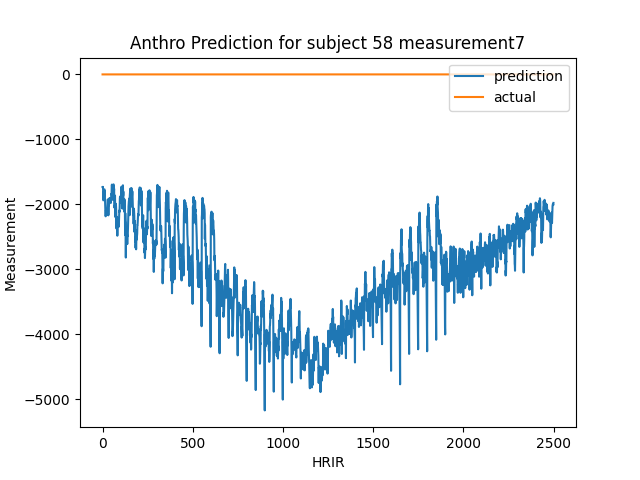 Anthro Prediction for subject 58 measurement7
prediction
actual
0
−1000
−2000
−3000
−4000
−5000
Measurement
0 500 1000 1500 2000 2500
HRIR